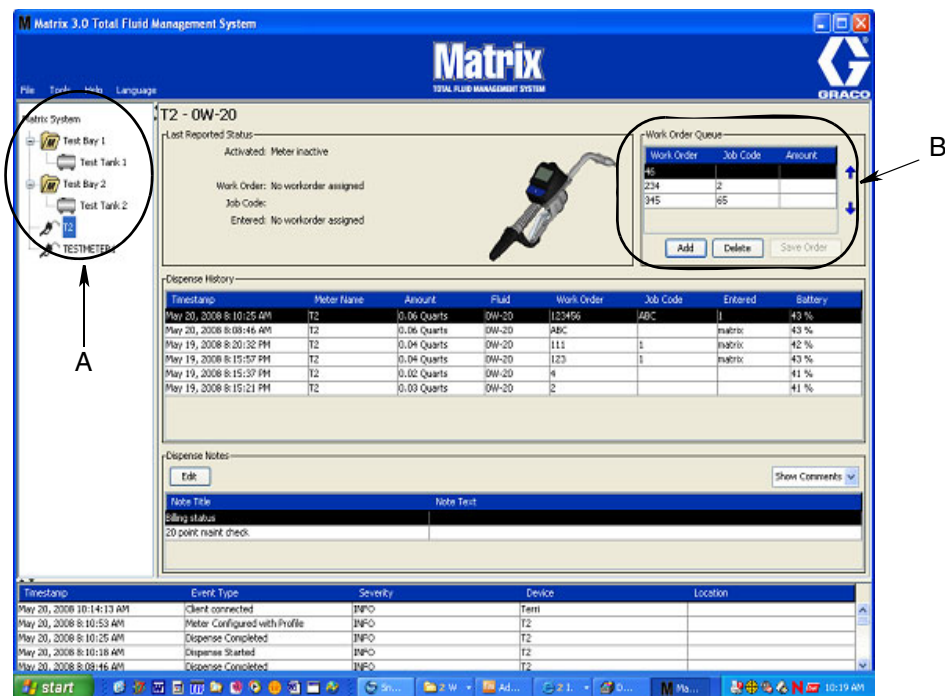 Matrix 3.0 Total Fluid Management System
Matrix
TOTAL FLUID MANAGEMENT SYSTEM
GRACO
File Tools Help Language
Matrix System
Test Bay 1
Test Tank 1
Test Bay 2
Test Tank 2
T2
TESTMETER1
A
T2 - 0W-20
Last Reported Status
Activated: Meter inactive
Work Order: No workorder assigned
Job Code:
Entered: No workorder assigned
Work Order Queue
Work Order Job Code Amount
46
234 2
345 65
Add Delete Save Order
B
Dispense History
Timestamp Meter Name Amount Fluid Work Order Job Code Entered Battery
May 20, 2008 8:10:25 AM T2 0.06 Quarts 0W-20 123456 ABC 1 43 %
May 20, 2008 8:08:46 AM T2 0.06 Quarts 0W-20 ABC matrix 43 %
May 19, 2008 8:20:32 PM T2 0.04 Quarts 0W-20 111 1 matrix 42 %
May 19, 2008 8:15:57 PM T2 0.04 Quarts 0W-20 123 1 matrix 43 %
May 19, 2008 8:15:37 PM T2 0.02 Quarts 0W-20 4 41 %
May 19, 2008 8:15:21 PM T2 0.03 Quarts 0W-20 2 41 %
Dispense Notes
Edit Show Comments
Note Title Note Text
Billing status
20 point maint check
Timestamp Event Type Severity Device Location
May 20, 2008 10:14:13 AM Client connected INFO Terri
May 20, 2008 8:10:53 AM Meter Configured with Profile INFO T2
May 20, 2008 8:10:25 AM Dispense Completed INFO T2
May 20, 2008 8:10:18 AM Dispense Started INFO T2
May 20, 2008 8:09:46 AM Dispense Completed INFO T2
start Sn... 2 W Ad... 2 I. D... Ma... 10:19 AM